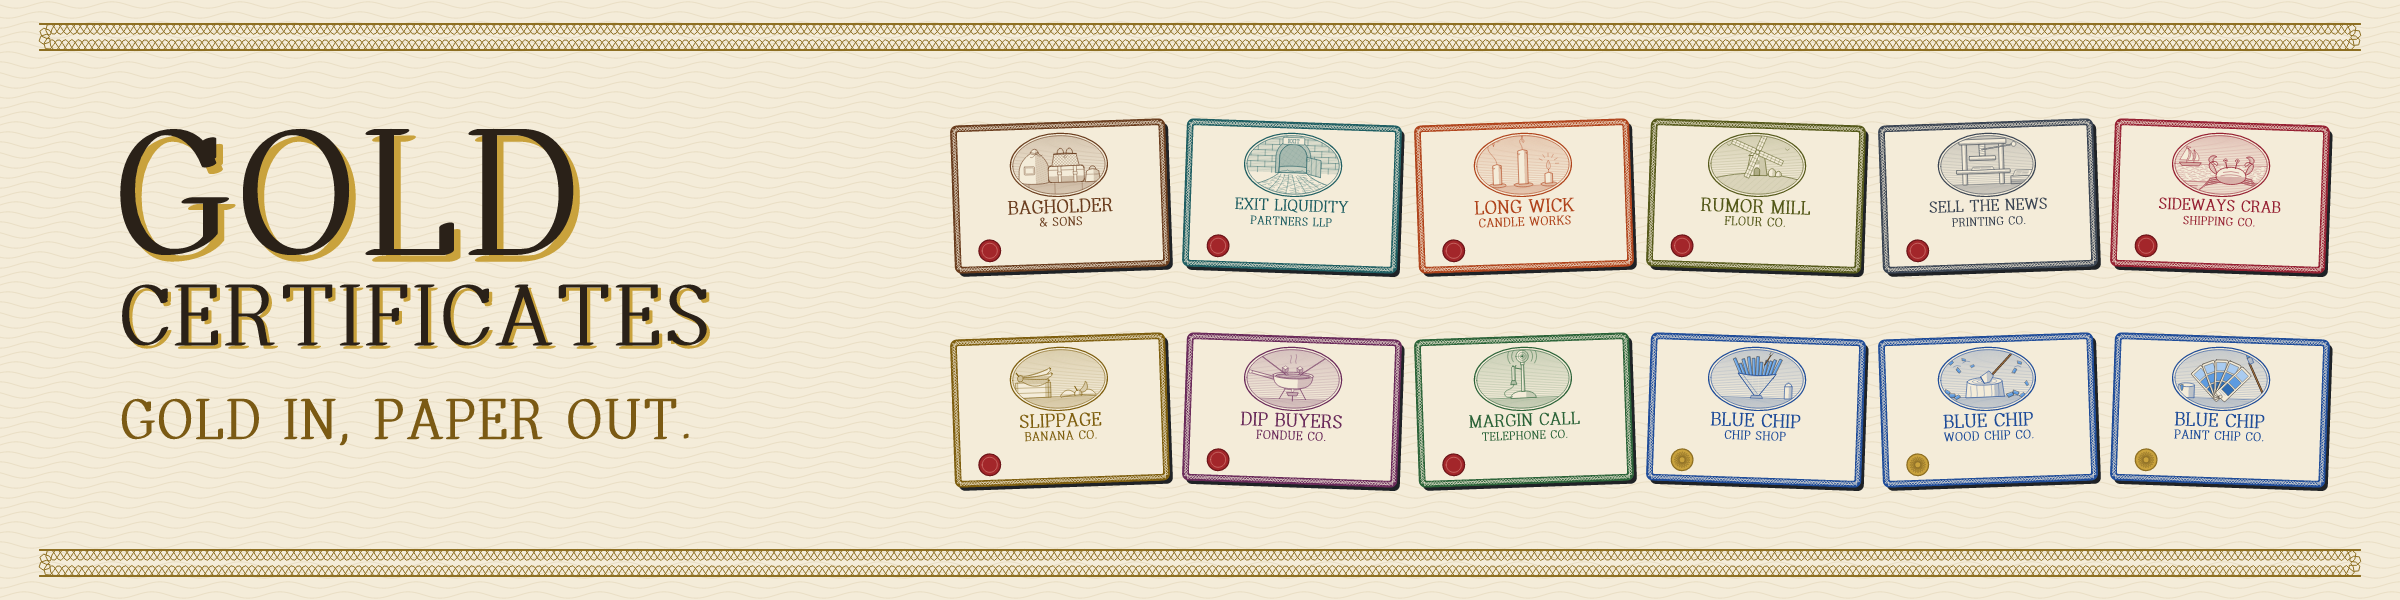 GOLD
CERTIFICATES
GOLD IN, PAPER OUT.
BAGHOLDER
& SONS
EXIT
EXIT LIQUIDITY
PARTNERS LLP
LONG WICK
CANDLE WORKS
RUMOR MILL
FLOUR CO.
SELL THE NEWS
PRINTING CO.
SIDEWAYS CRAB
SHIPPING CO.
SLIPPAGE
BANANA CO.
DIP BUYERS
FONDUE CO.
MARGIN CALL
TELEPHONE CO.
BLUE CHIP
CHIP SHOP
BLUE CHIP
WOOD CHIP CO.
BLUE CHIP
PAINT CHIP CO.